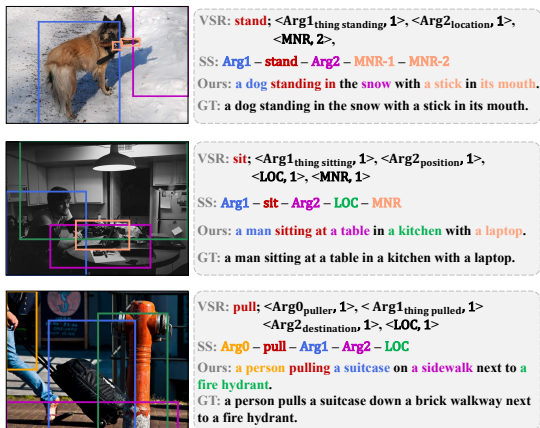 VSR: stand; <Arg1thing standing, 1>, <Arg2location, 1>,
<MNR, 2>,
SS: Arg1 – stand – Arg2 – MNR-1 – MNR-2
Ours: a dog standing in the snow with a stick in its mouth.
GT: a dog standing in the snow with a stick in its mouth.
VSR: sit; <Arg1thing sitting, 1>, <Arg2position, 1>,
<LOC, 1>, <MNR, 1>
SS: Arg1 – sit – Arg2 – LOC – MNR
Ours: a man sitting at a table in a kitchen with a laptop.
GT: a man sitting at a table in a kitchen with a laptop.
VSR: pull; <Arg0puller, 1>, < Arg1thing pulled, 1>
<Arg2destination, 1>, <LOC, 1>
SS: Arg0 – pull – Arg1 – Arg2 – LOC
Ours: a person pulling a suitcase on a sidewalk next to a
fire hydrant.
GT: a person pulls a suitcase down a brick walkway next
to a fire hydrant.